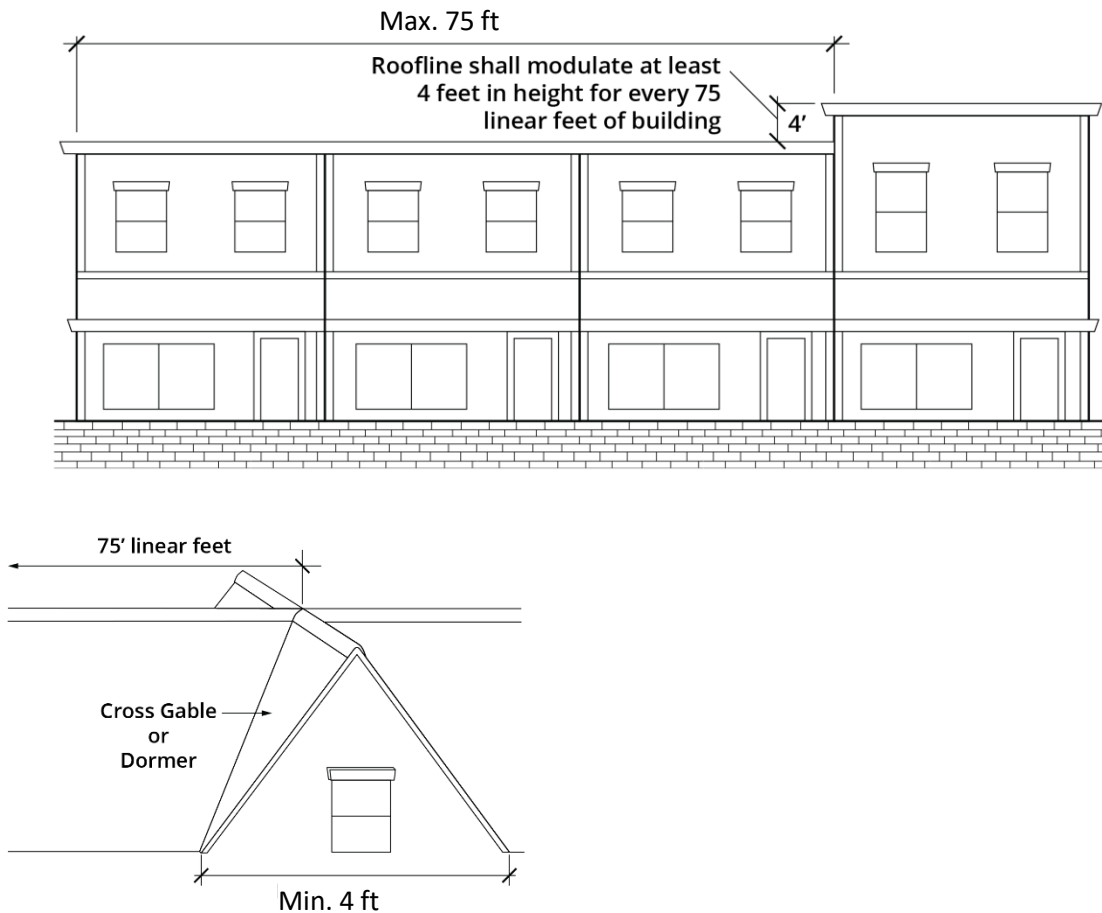 Max. 75 ft
Roofline shall modulate at least
4 feet in height for every 75
linear feet of building
4'
75' linear feet
Cross Gable
or
Dormer
Min. 4 ft